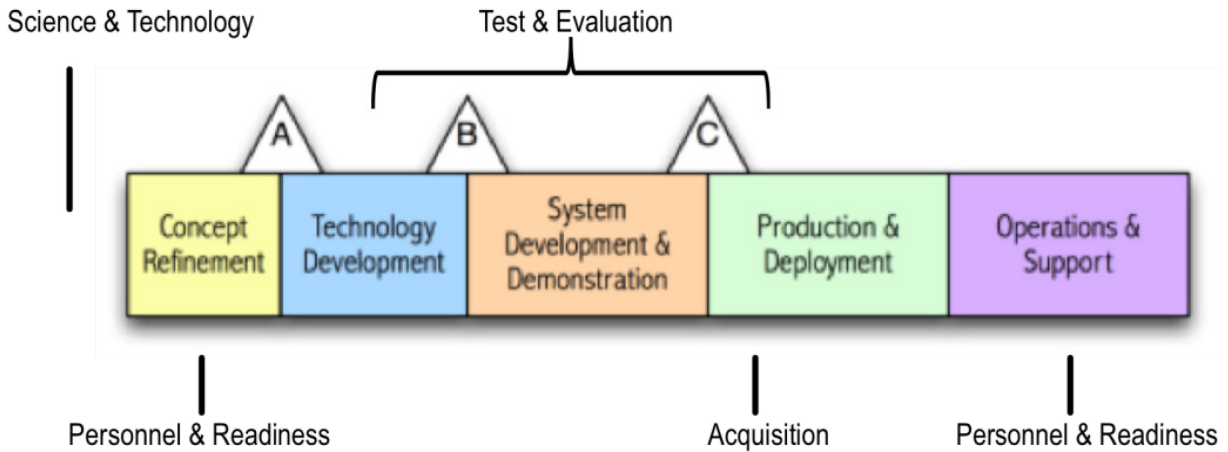 Science & Technology
Test & Evaluation
A
B
C
Concept
Refinement
Technology
Development
System
Development &
Demonstration
Production &
Deployment
Operations &
Support
Personnel & Readiness
Acquisition
Personnel & Readiness